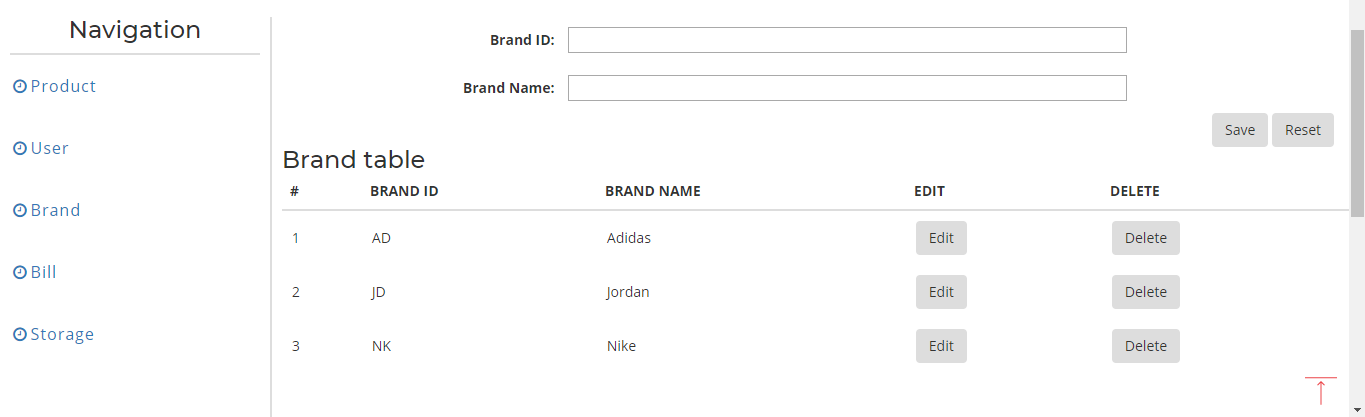 Navigation
Product
User
Brand
Bill
Storage
Brand ID:
Brand Name:
Save Reset
Brand table
# BRAND ID BRAND NAME EDIT DELETE
1 AD Adidas Edit Delete
2 JD Jordan Edit Delete
3 NK Nike Edit Delete